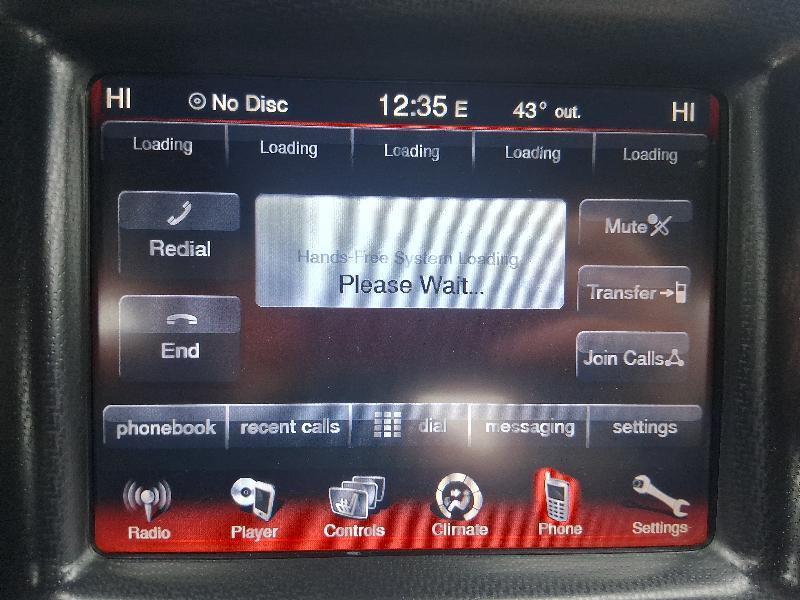 HI No Disc 12:35 E 43° out. HI
Loading Loading Loading Loading Loading
Redial
Hands-Free System Loading
Please Wait...
Mute
Transfer
End
Join Calls
phonebook recent calls dial messaging settings
Radio Player Controls Climate Phone Settings